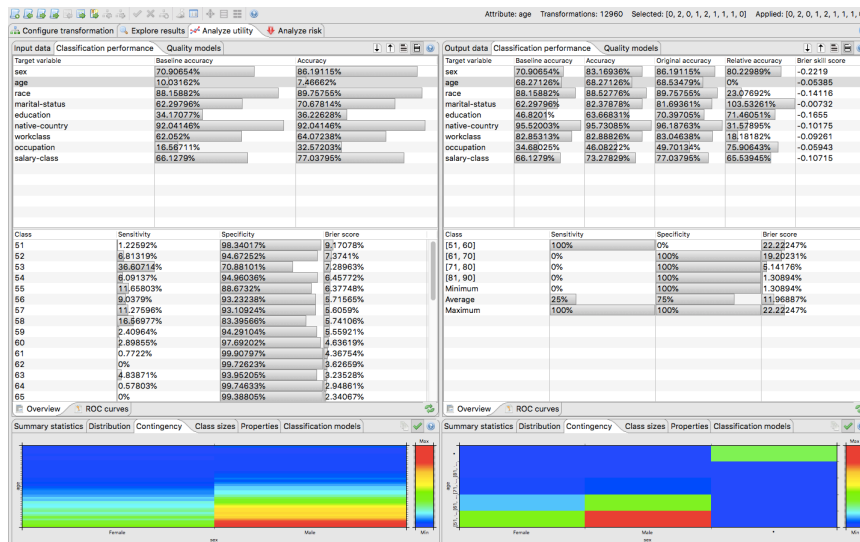 Attribute: age Transformations: 12960 Selected: [0, 2, 0, 1, 2, 1, 1, 1, 0] Applied: [0, 2, 0, 1, 2, 1, 1, 1,
Configure transformation Explore results Analyze utility Analyze risk
Input data Classification performance Quality models
Target variable Baseline accuracy Accuracy
sex 70.90654% 86.19115%
age 10.03162% 7.46662%
race 88.15882% 89.75755%
marital-status 62.29796% 70.67814%
education 34.17077% 36.22628%
native-country 92.04146% 92.04146%
workclass 62.052% 64.07238%
occupation 16.56711% 32.57203%
salary-class 66.1279% 77.03795%
Class Sensitivity Specificity Brier score
51 1.22592% 98.34017% 9.17078%
52 6.81319% 94.67252% 7.3741%
53 36.60714% 70.88101% 7.28963%
54 6.09137% 94.96036% 6.45772%
55 11.65803% 88.6732% 6.37748%
56 9.0379% 93.23238% 5.71565%
57 11.27596% 93.10924% 5.6059%
58 16.56977% 83.39566% 5.74106%
59 2.40964% 94.29104% 5.55921%
60 2.89855% 97.69202% 4.63619%
61 0.7722% 99.90797% 4.36754%
62 0% 99.72623% 3.62659%
63 4.83871% 93.95205% 3.23528%
64 0.57803% 99.74633% 2.94861%
65 0% 99.38805% 2.34067%
Overview ROC curves
Summary statistics Distribution Contingency Class sizes Properties Classification models
Max
age
Female Male Min
sex
Output data Classification performance Quality models
Target variable Baseline accuracy Accuracy Original accuracy Relative accuracy Brier skill score
sex 70.90654% 83.16936% 86.19115% 80.22989% -0.2219
age 68.27126% 68.27126% 68.53479% 0% -0.05385
race 88.15882% 88.52776% 89.75755% 23.07692% -0.14116
marital-status 62.29796% 82.37878% 81.69361% 103.53261% -0.00732
education 46.8201% 63.66831% 70.39705% 71.46051% -0.1655
native-country 95.52003% 95.73085% 96.18763% 31.57895% -0.10175
workclass 82.85313% 82.88826% 83.04638% 18.18182% -0.09261
occupation 34.68025% 46.08222% 49.70134% 75.90643% -0.05943
salary-class 66.1279% 73.27829% 77.03795% 65.53945% -0.10715
Class Sensitivity Specificity Brier score
[51, 60] 100% 0% 22.22247%
[61, 70] 0% 100% 19.20231%
[71, 80] 0% 100% 5.14176%
[81, 90] 0% 100% 1.30894%
Minimum 0% 0% 1.30894%
Average 25% 75% 11.96887%
Maximum 100% 100% 22.22247%
Overview ROC curves
Summary statistics Distribution Contingency Class sizes Properties Classification models
Max
age
Female Male * Min
sex